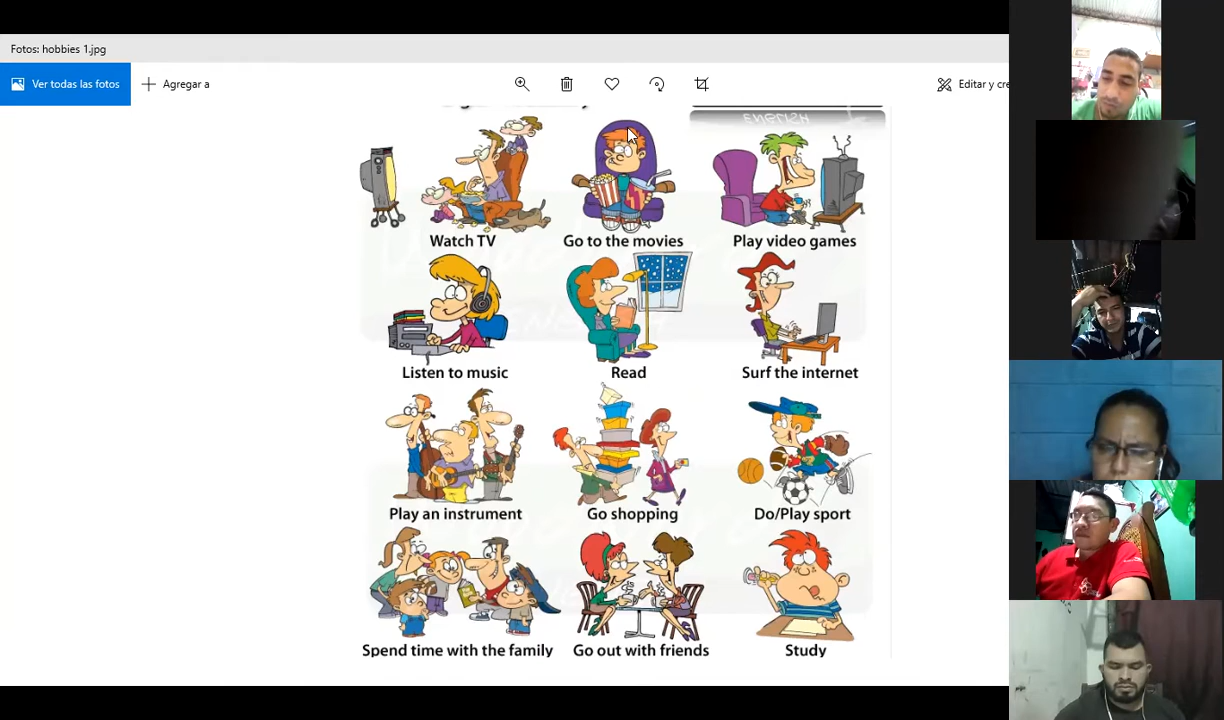 Fotos: hobbies 1.jpg
Ver todas las fotos
Agregar a
Editar y cre
ENGLISH
Watch TV
Go to the movies
Play video games
Listen to music
Read
Surf the internet
Play an instrument
Go shopping
Do/Play sport
Spend time with the family
Go out with friends
Study